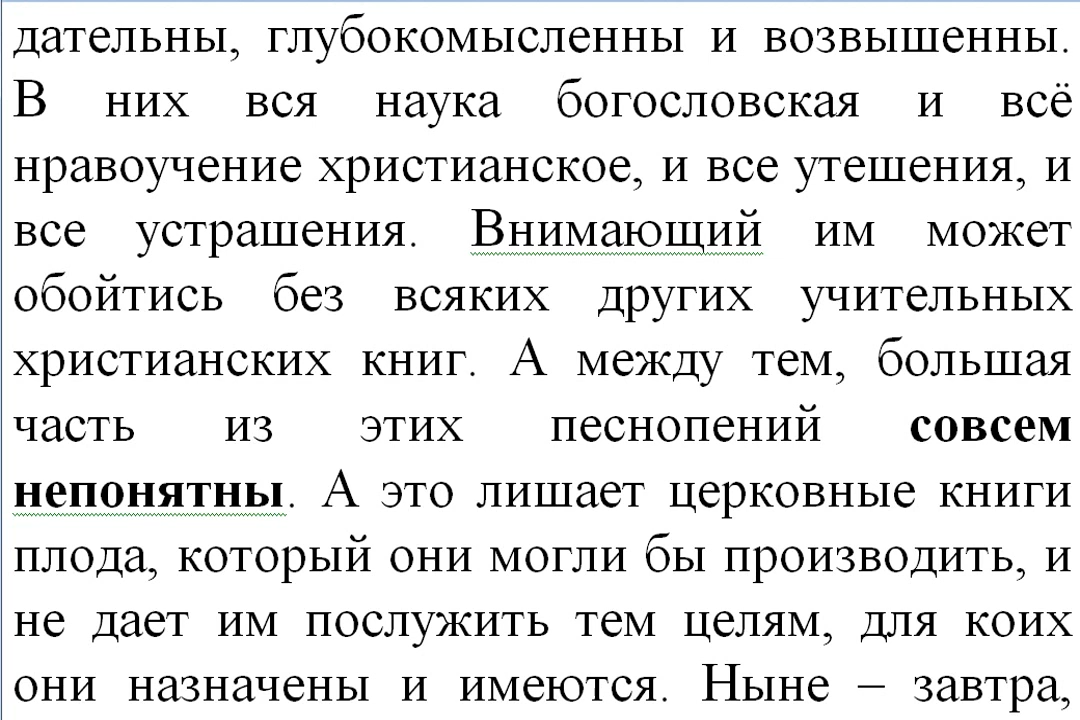 дательны, глубокомысленны и возвышенны.
В них вся наука богословская и всё
нравоучение христианское, и все утешения, и
все устрашения. Внимающий им может
обойтись без всяких других учительных
христианских книг. А между тем, большая
часть из этих песнопений совсем
непонятны. А это лишает церковные книги
плода, который они могли бы производить, и
не дает им послужить тем целям, для коих
они назначены и имеются. Ныне – завтра,